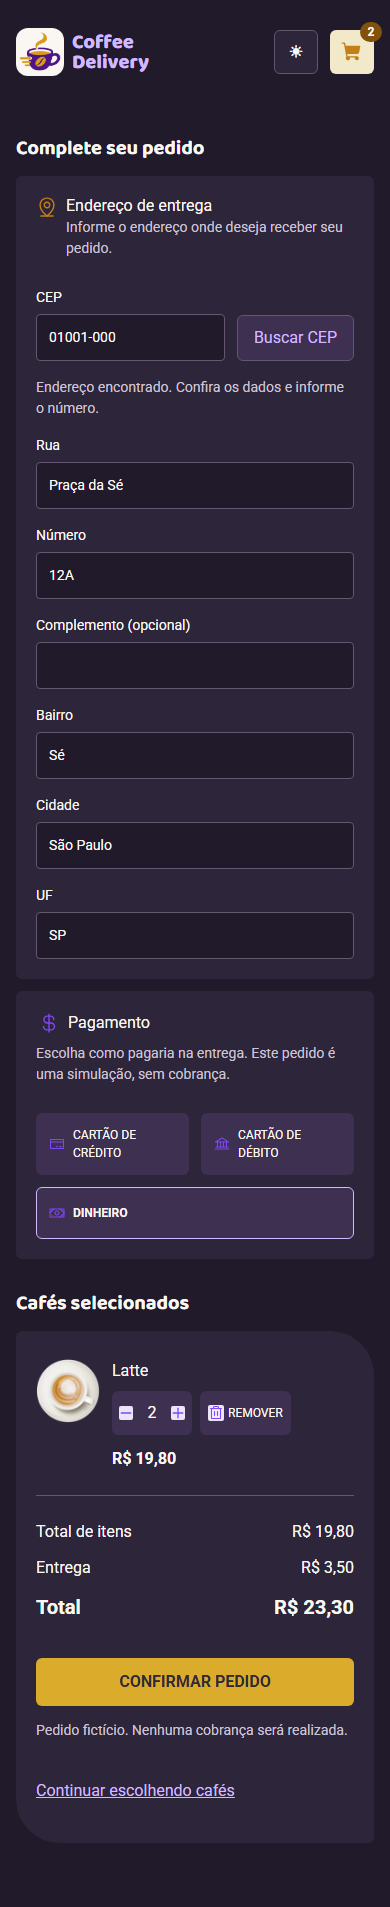 Coffee
Delivery
2
Complete seu pedido
Endereço de entrega
Informe o endereço onde deseja receber seu
pedido.
CEP
01001-000
Buscar CEP
Endereço encontrado. Confira os dados e informe
o número.
Rua
Praça da Sé
Número
12A
Complemento (opcional)
Bairro
Sé
Cidade
São Paulo
UF
SP
Pagamento
Escolha como pagaria na entrega. Este pedido é
uma simulação, sem cobrança.
CARTÃO DE
CRÉDITO
CARTÃO DE
DÉBITO
DINHEIRO
Cafés selecionados
Latte
2
REMOVER
R$ 19,80
Total de itens R$ 19,80
Entrega R$ 3,50
Total R$ 23,30
CONFIRMAR PEDIDO
Pedido fictício. Nenhuma cobrança será realizada.
Continuar escolhendo cafés